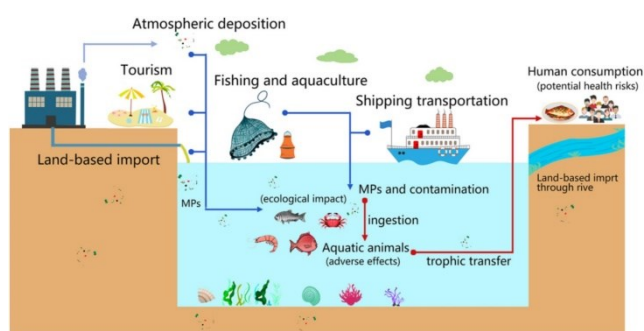 Atmospheric deposition
Tourism
Fishing and aquaculture
Shipping transportation
Human consumption
(potential health risks)
Land-based import
MPs
(ecological impact)
MPs and contamination
Land-based imprt
through rive
ingestion
Aquatic animals
(adverse effects)
trophic transfer